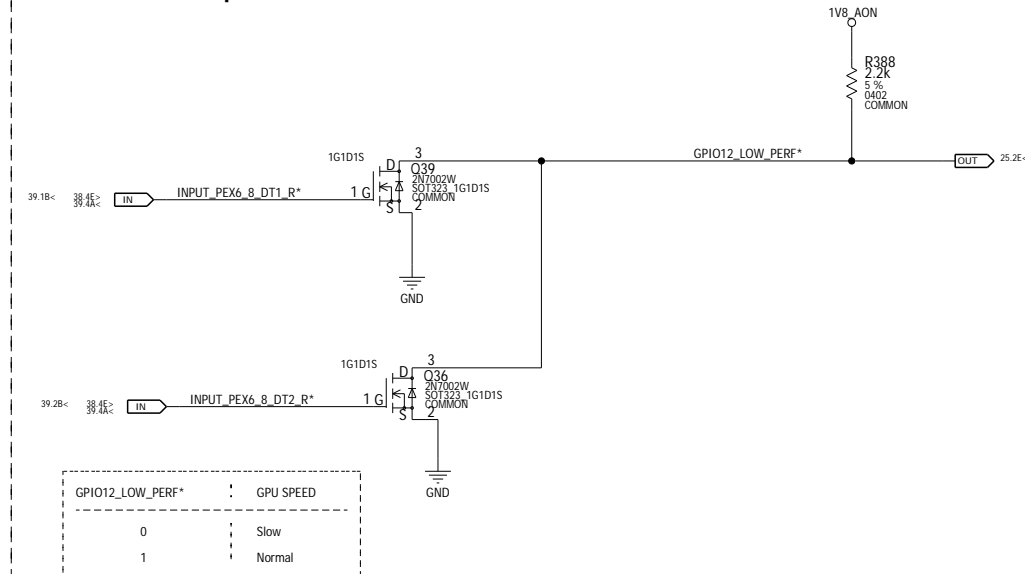 1V8_AON
R388
2.2k
5 %
0402
COMMON
1G1D1S
3
D
Q39
2N7002W
SOT323_1G1D1S
COMMON
GPIO12_LOW_PERF*
OUT
25.2E<
39.1B<
38.4E>
39.4A<
IN
INPUT_PEX6_8_DT1_R*
1 G
S
2
GND
1G1D1S
3
D
Q36
2N7002W
SOT323_1G1D1S
COMMON
39.2B<
38.4E>
39.4A<
IN
INPUT_PEX6_8_DT2_R*
1 G
S
2
GND
GPIO12_LOW_PERF* GPU SPEED
0 Slow
1 Normal